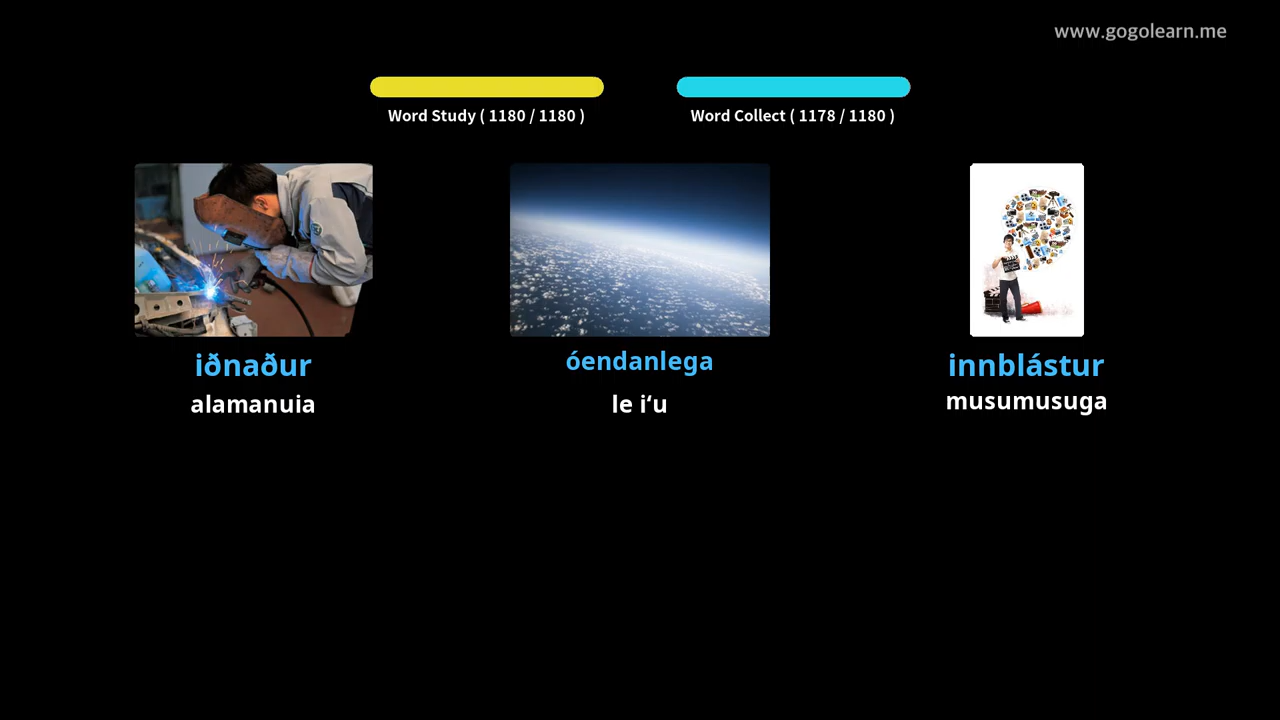 www.gogolearn.me
Word Study ( 1180 / 1180 )
Word Collect ( 1178 / 1180 )
iðnaður
alamanuia
óendanlega
le iʻu
innblástur
musumusuga